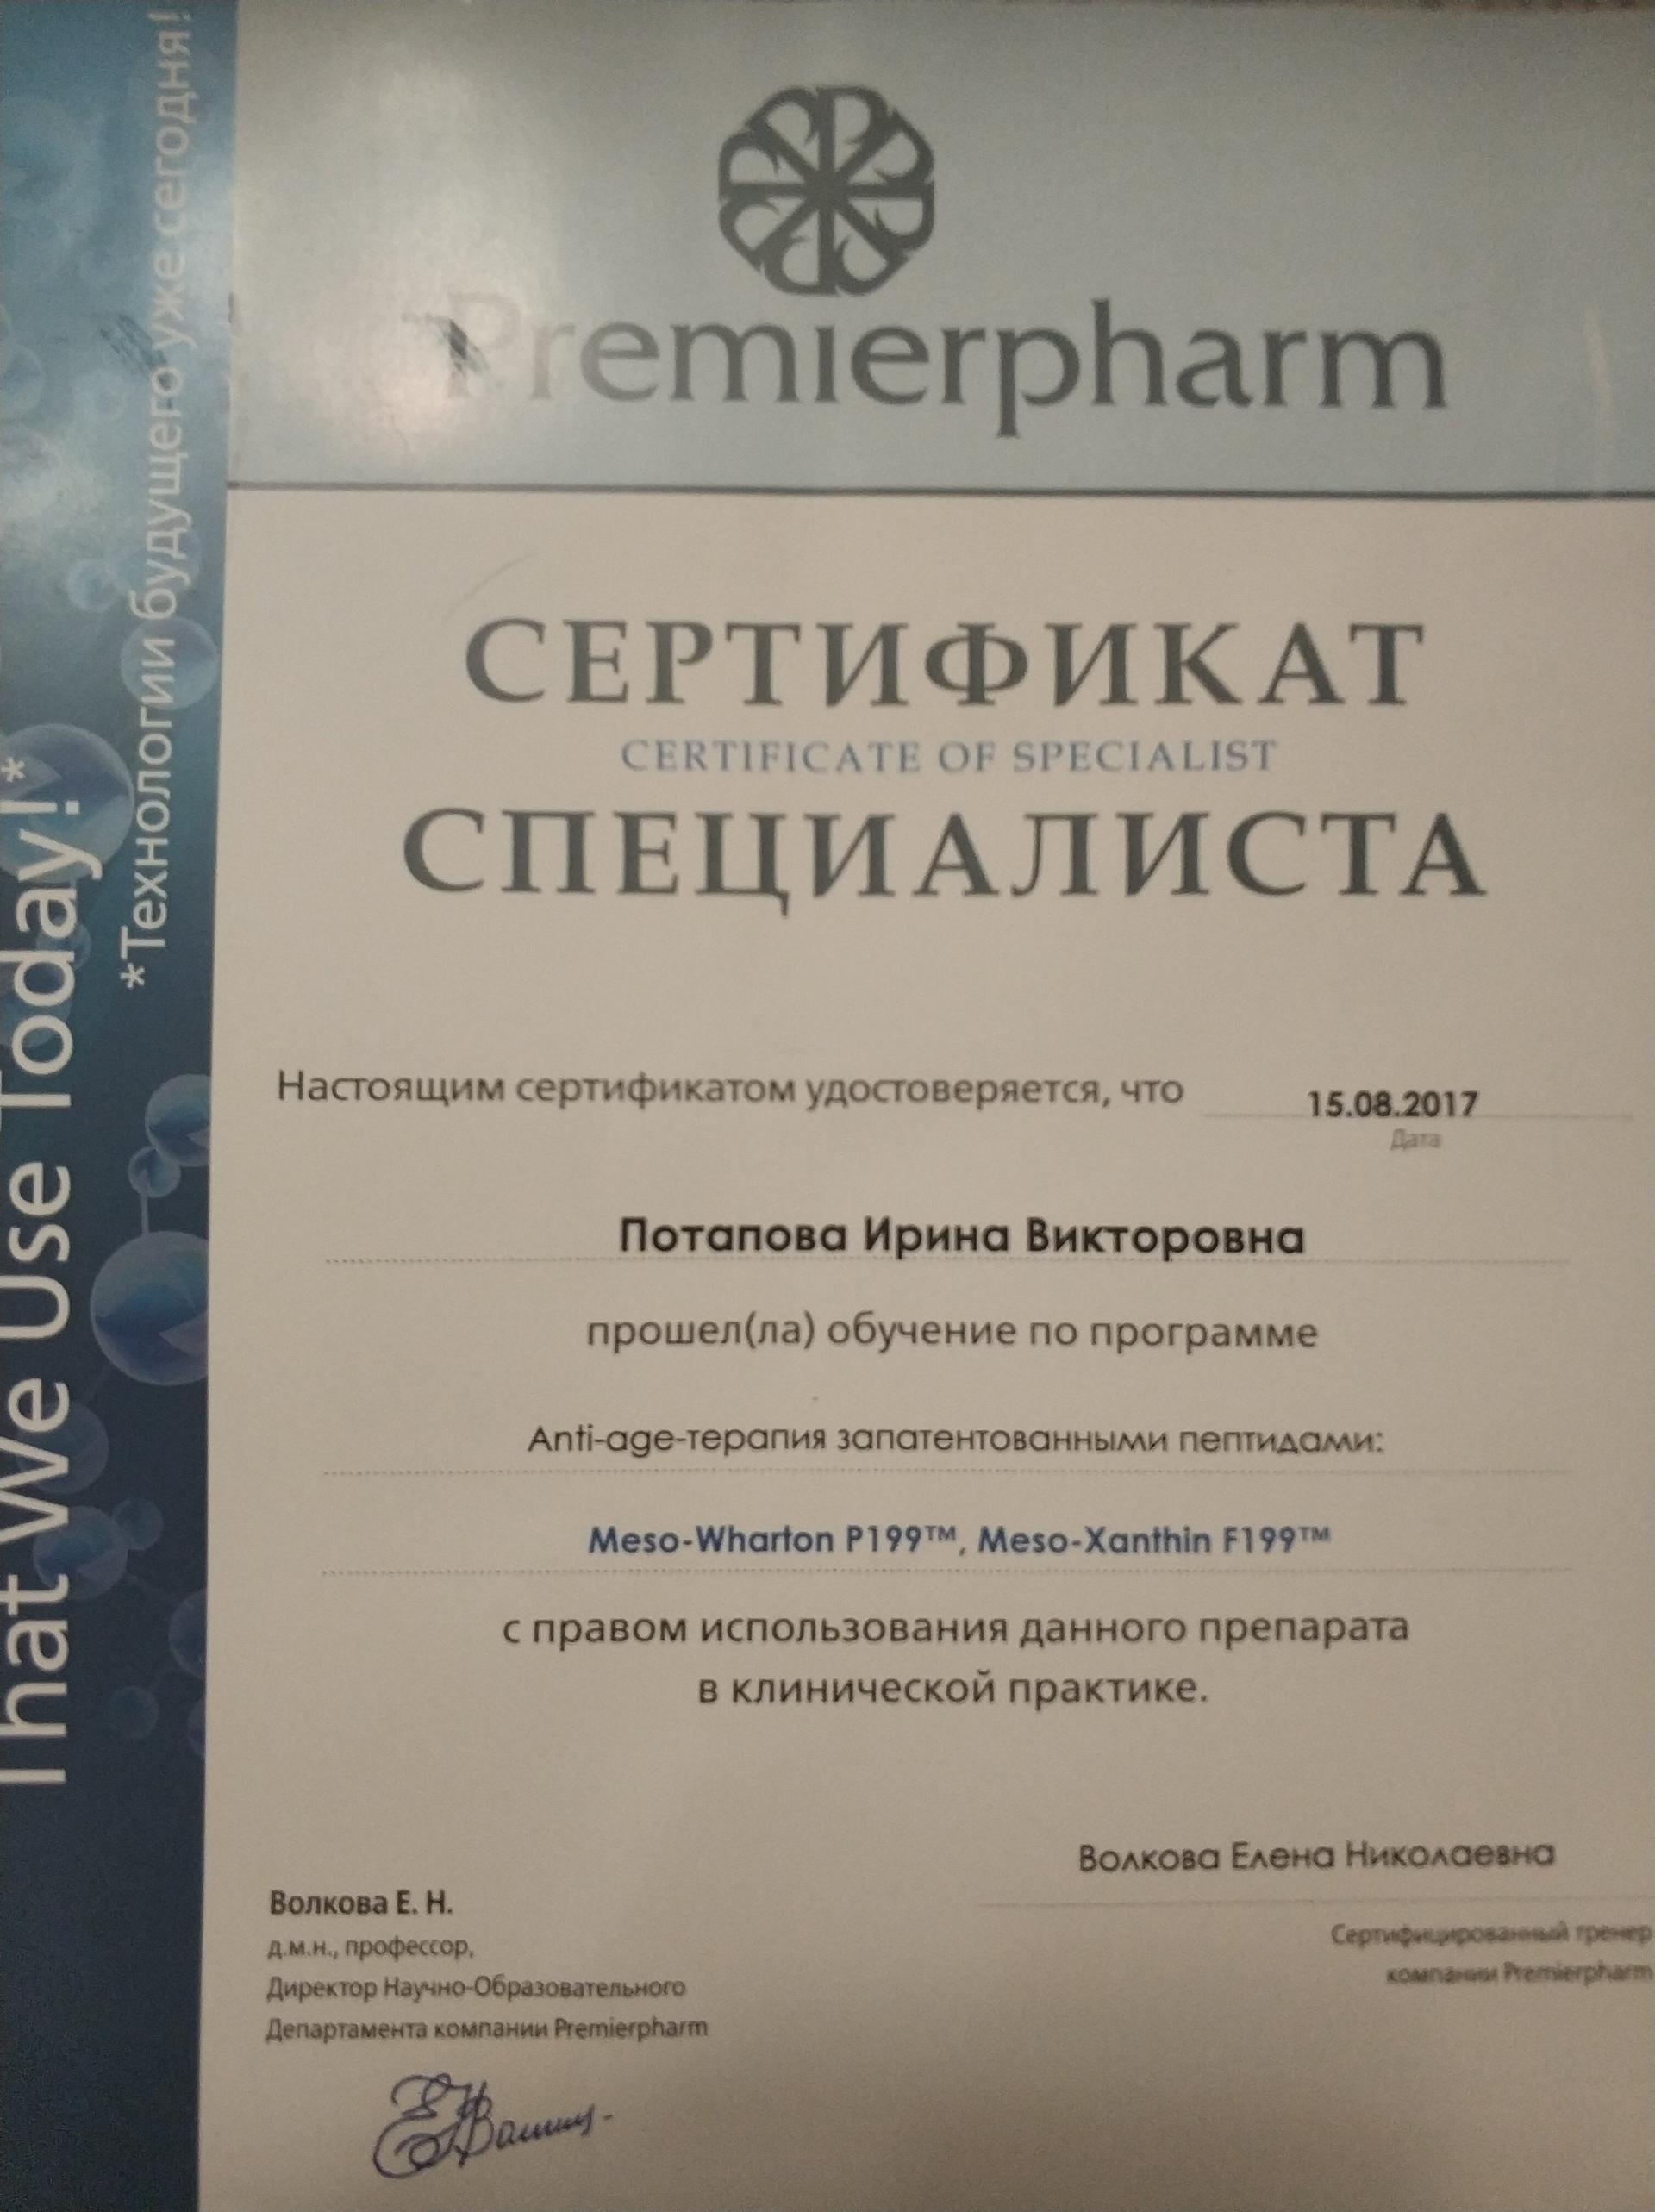 Premierpharm
СЕРТИФИКАТ
CERTIFICATE OF SPECIALIST
СПЕЦИАЛИСТА
Настоящим сертификатом удостоверяется, что 15.08.2017
Дата
Потапова Ирина Викторовна
прошел(ла) обучение по программе
Anti-age-терапия запатентованными пептидами:
Meso-Wharton P199™, Meso-Xanthin F199™
с правом использования данного препарата
в клинической практике.
Волкова Елена Николаевна
Сертифицированный тренер
компании Premierpharm
Волкова Е. Н.
д.м.н., профессор,
Директор Научно-Образовательного
Департамента компании Premierpharm
That We Use Today!*
*Технологии будущего уже сегодня!